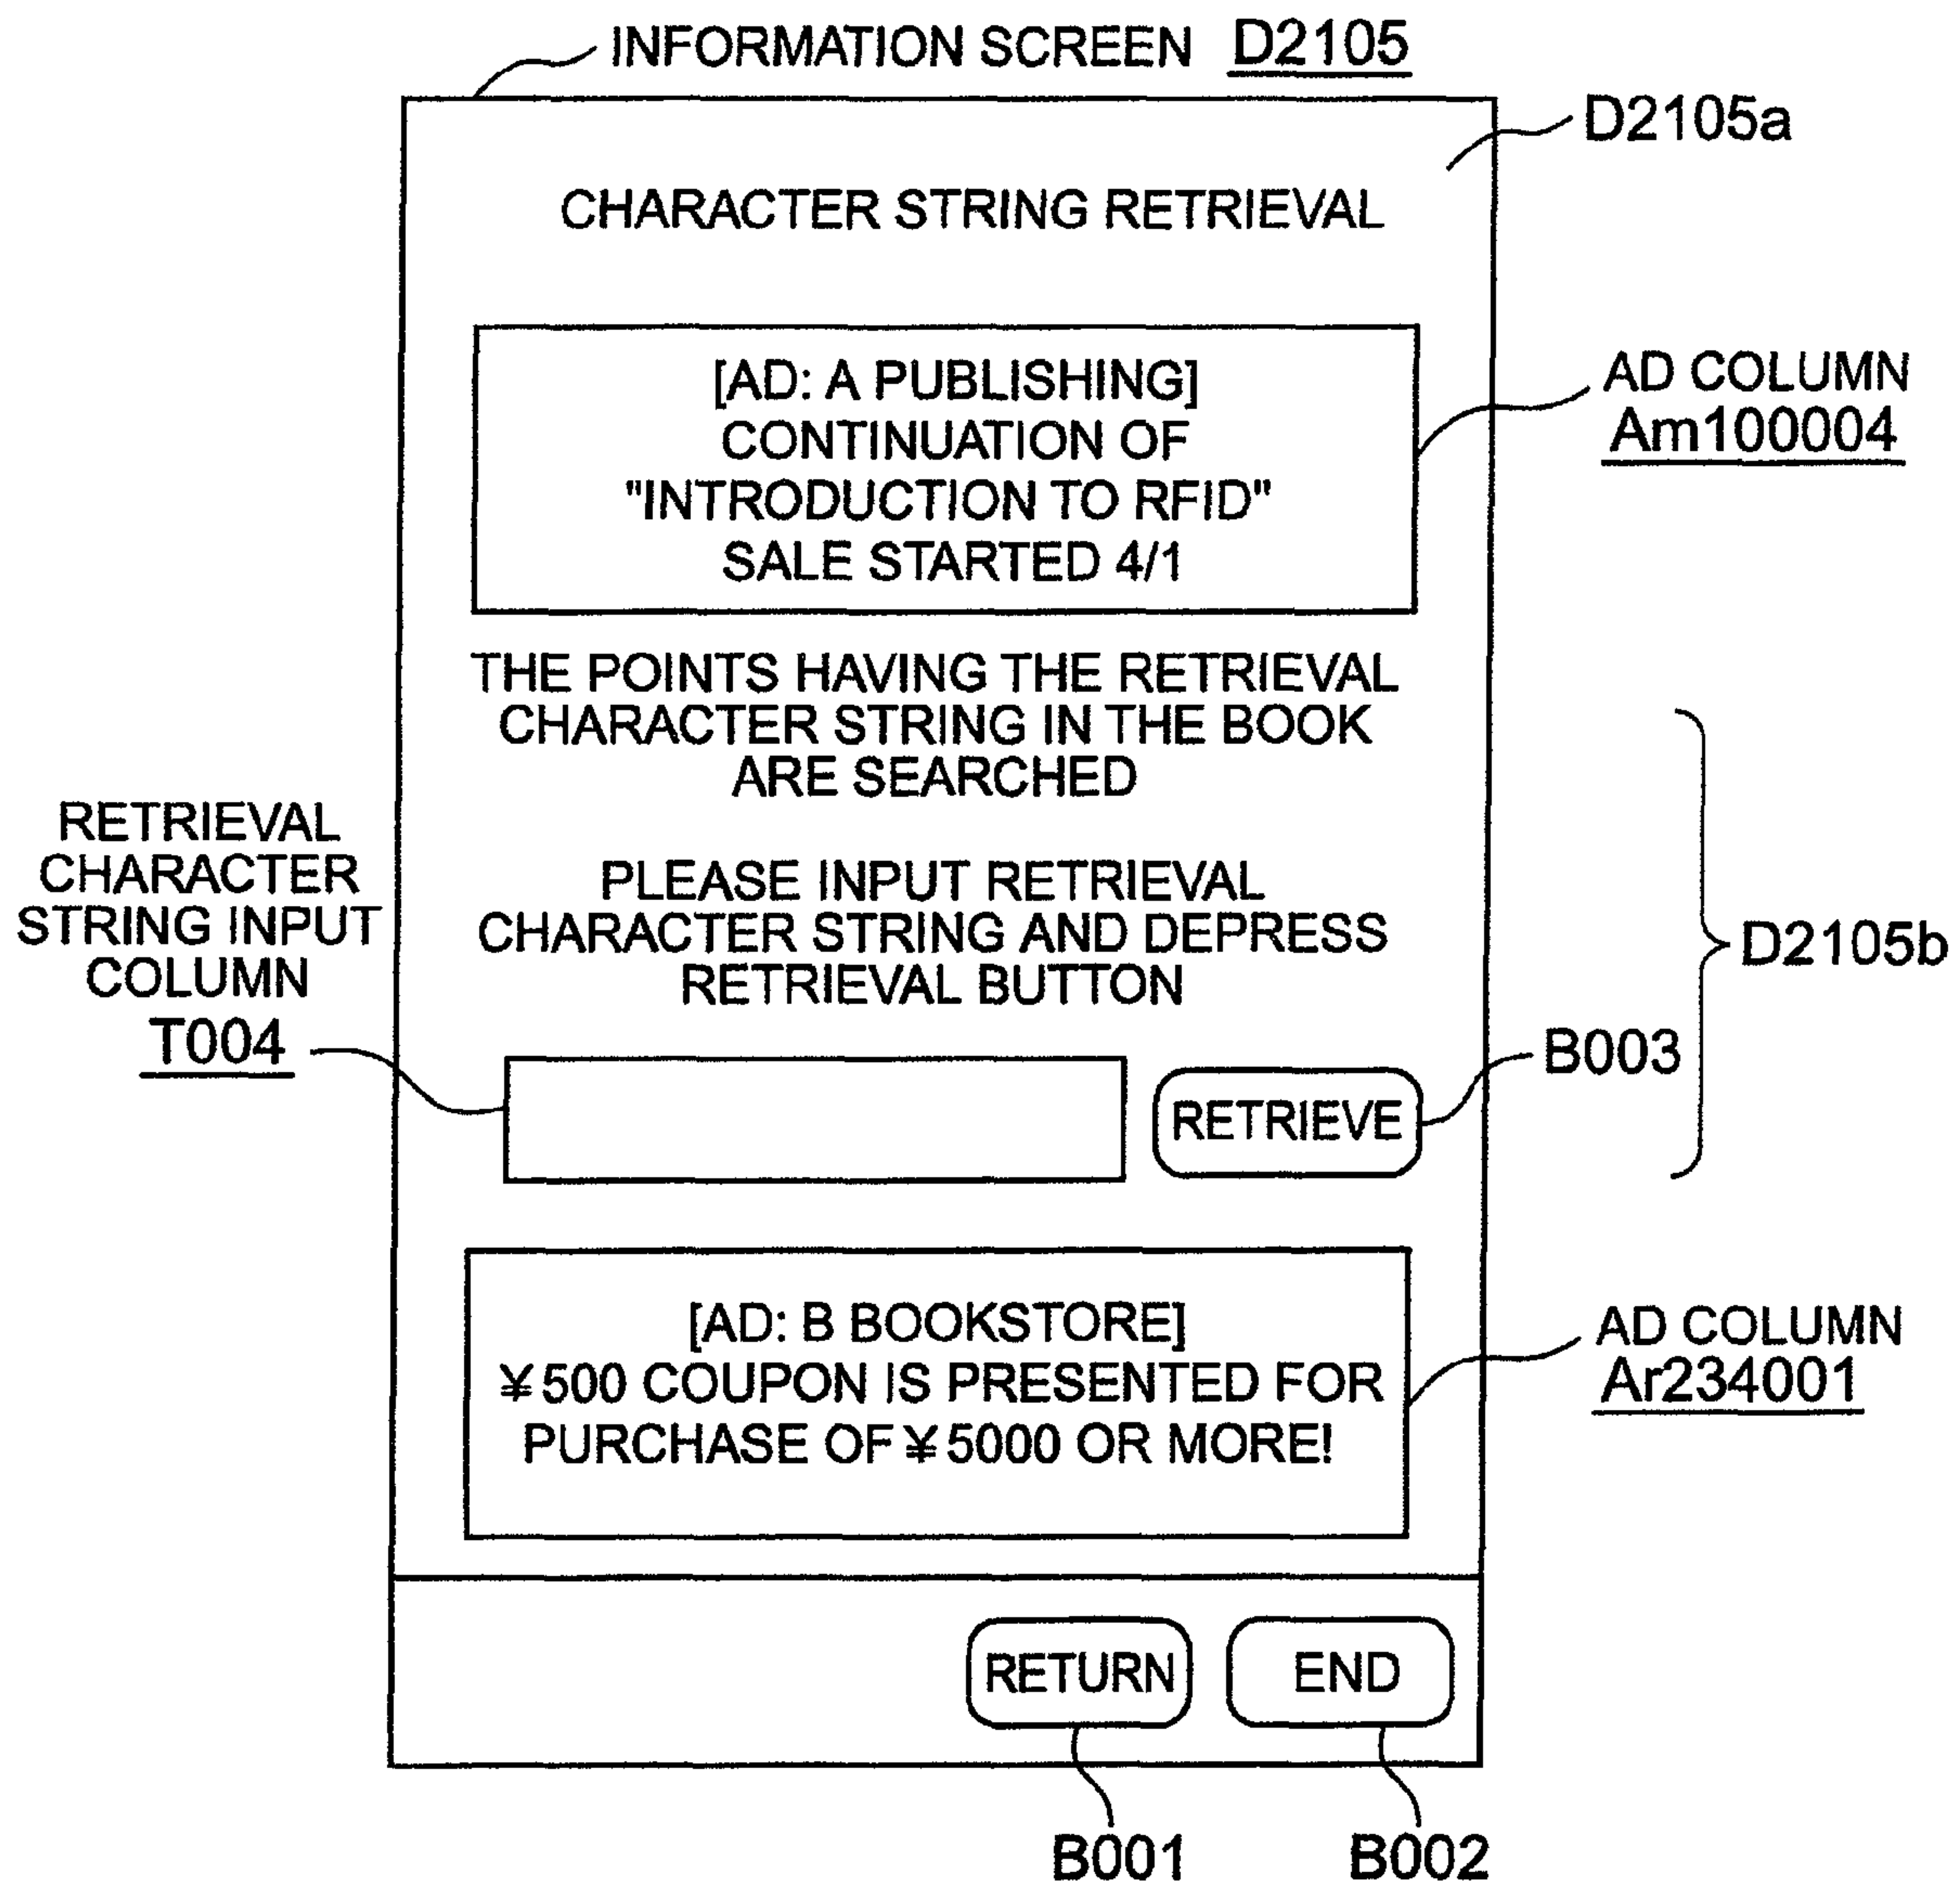 INFORMATION SCREEN D2105
D2105a
CHARACTER STRING RETRIEVAL
[AD: A PUBLISHING]
CONTINUATION OF
"INTRODUCTION TO RFID"
SALE STARTED 4/1
AD COLUMN
Am100004
THE POINTS HAVING THE RETRIEVAL
CHARACTER STRING IN THE BOOK
ARE SEARCHED
RETRIEVAL
CHARACTER
STRING INPUT
COLUMN
T004
PLEASE INPUT RETRIEVAL
CHARACTER STRING AND DEPRESS
RETRIEVAL BUTTON
D2105b
B003
RETRIEVE
[AD: B BOOKSTORE]
¥500 COUPON IS PRESENTED FOR
PURCHASE OF ¥5000 OR MORE!
AD COLUMN
Ar234001
RETURN
END
B001
B002